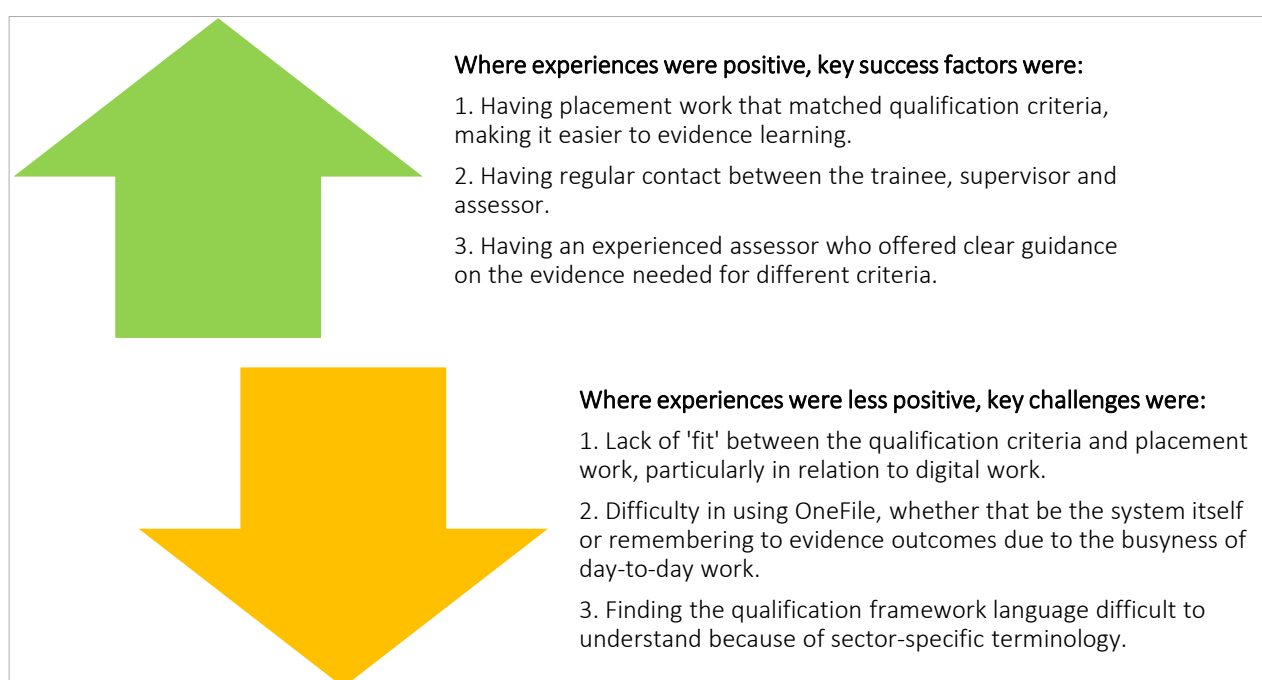 Where experiences were positive, key success factors were:
1. Having placement work that matched qualification criteria,
making it easier to evidence learning.
2. Having regular contact between the trainee, supervisor and
assessor.
3. Having an experienced assessor who offered clear guidance
on the evidence needed for different criteria.
Where experiences were less positive, key challenges were:
1. Lack of 'fit' between the qualification criteria and placement
work, particularly in relation to digital work.
2. Difficulty in using OneFile, whether that be the system itself
or remembering to evidence outcomes due to the busyness of
day-to-day work.
3. Finding the qualification framework language difficult to
understand because of sector-specific terminology.